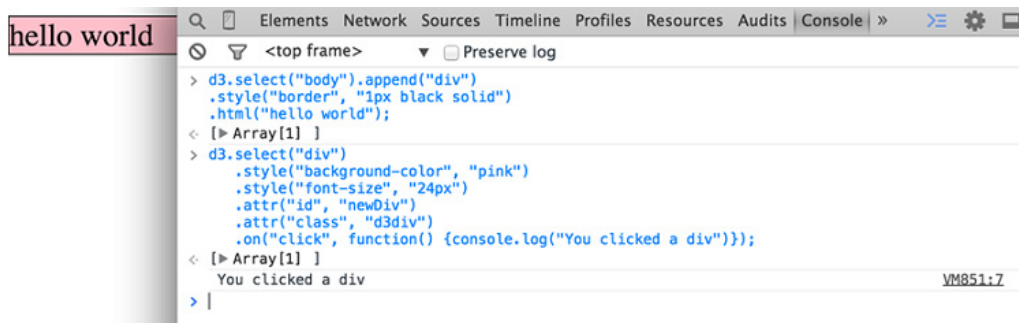 hello world
Elements Network Sources Timeline Profiles Resources Audits Console »
<top frame> ▼ Preserve log
> d3.select("body").append("div")
.style("border", "1px black solid")
.html("hello world");
[▶ Array[1] ]
> d3.select("div")
.style("background-color", "pink")
.style("font-size", "24px")
.attr("id", "newDiv")
.attr("class", "d3div")
.on("click", function() {console.log("You clicked a div")});
[▶ Array[1] ]
You clicked a div VM851:7
>